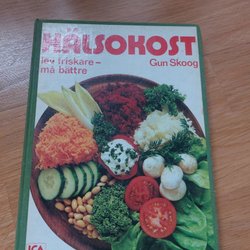 HÄLSOKOST
lev friskare –
må bättre
Gun Skoog
ICA